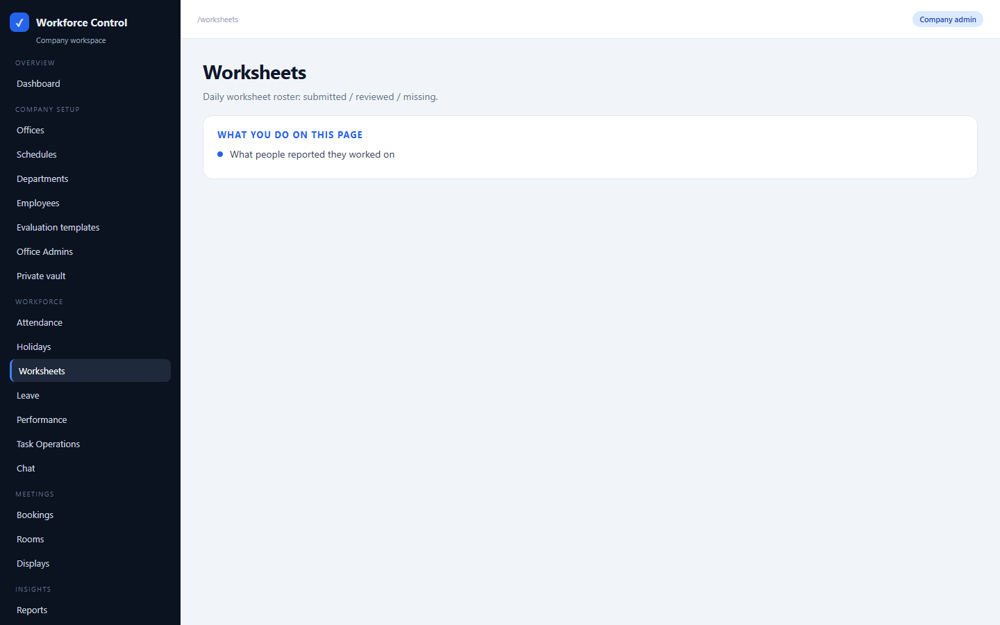 ✓ Workforce Control
Company workspace
OVERVIEW
Dashboard
COMPANY SETUP
Offices
Schedules
Departments
Employees
Evaluation templates
Office Admins
Private vault
WORKFORCE
Attendance
Holidays
Worksheets
Leave
Performance
Task Operations
Chat
MEETINGS
Bookings
Rooms
Displays
INSIGHTS
Reports
/worksheets
Company admin
Worksheets
Daily worksheet roster: submitted / reviewed / missing.
WHAT YOU DO ON THIS PAGE
What people reported they worked on